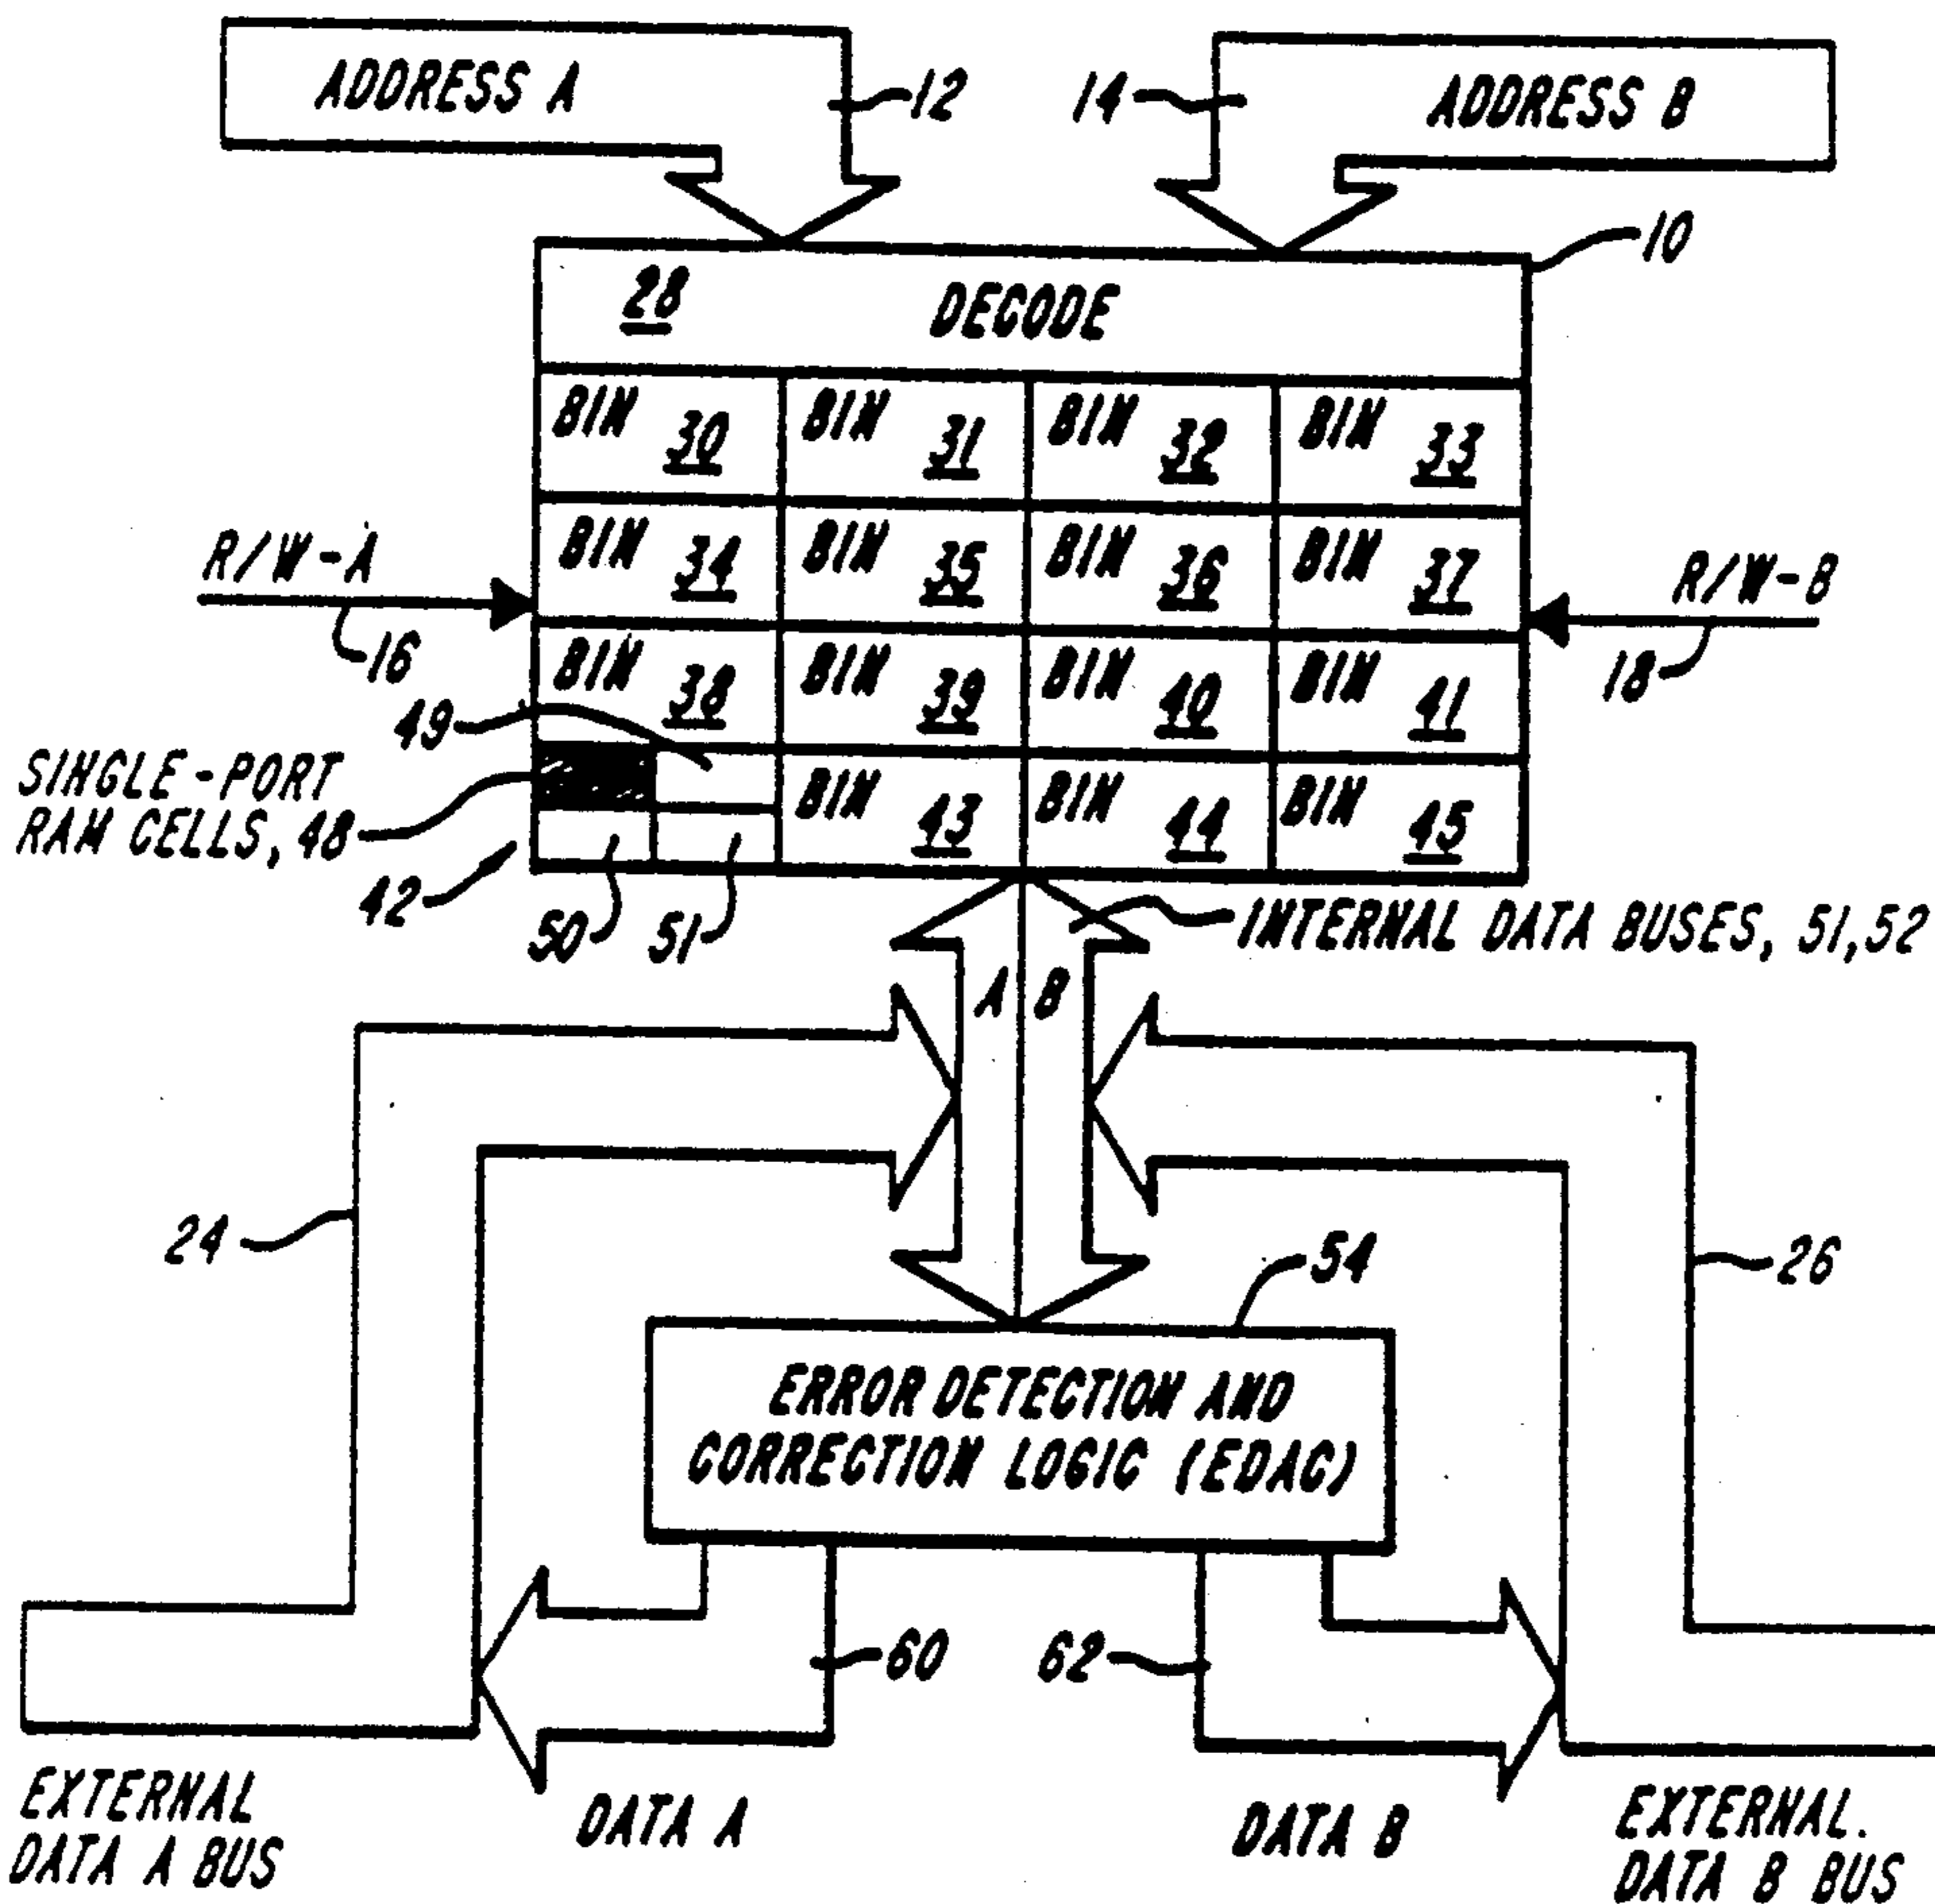 ADDRESS A
12
14
ADDRESS B
10
28
DECODE
BIN 30
BIN 31
BIN 32
BIN 33
R/W-A
16
BIN 34
BIN 35
BIN 36
BIN 37
R/W-B
18
BIN 38
BIN 39
BIN 40
BIN 41
49
SINGLE-PORT
RAM CELLS, 48
BIN 43
BIN 44
BIN 45
42
50
51
INTERNAL DATA BUSES, 51,52
A
B
24
26
54
ERROR DETECTION AND
CORRECTION LOGIC (EDAC)
60
62
EXTERNAL
DATA A BUS
DATA A
DATA B
EXTERNAL.
DATA B BUS